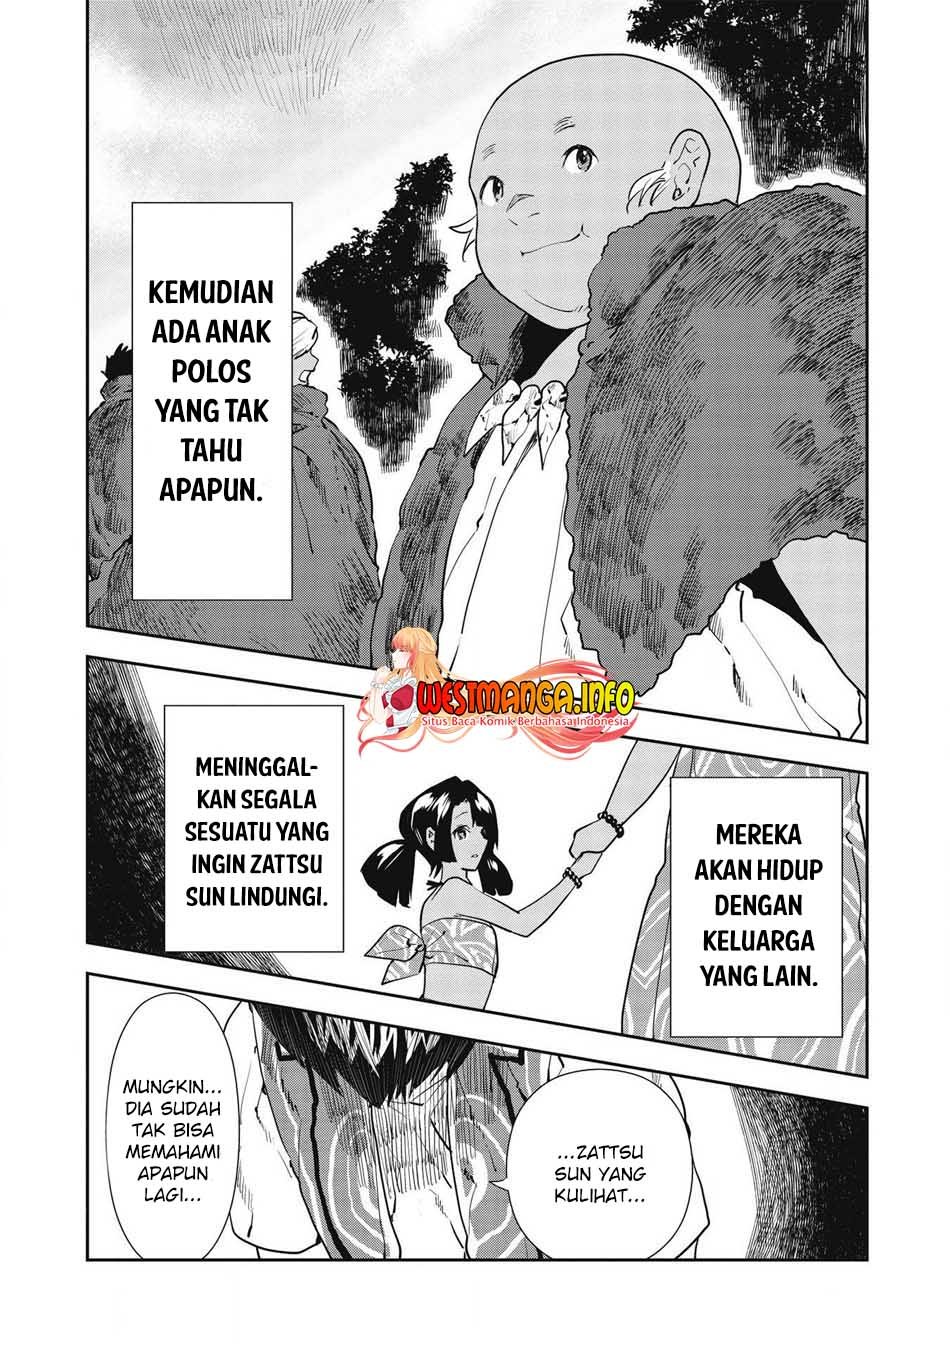 KEMUDIAN
ADA ANAK
POLOS
YANG TAK
TAHU
APAPUN.
WESTMANGA.INFO
Situs Baca Komik Berbahasa Indonesia
MEREKA
AKAN HIDUP
DENGAN
KELUARGA
YANG LAIN.
MENINGGAL-
KAN SEGALA
SESUATU YANG
INGIN ZATTSU
SUN LINDUNGI.
...ZATTSU
SUN YANG
KULIHAT...
MUNGKIN...
DIA SUDAH
TAK BISA
MEMAHAMI
APAPUN
LAGI...